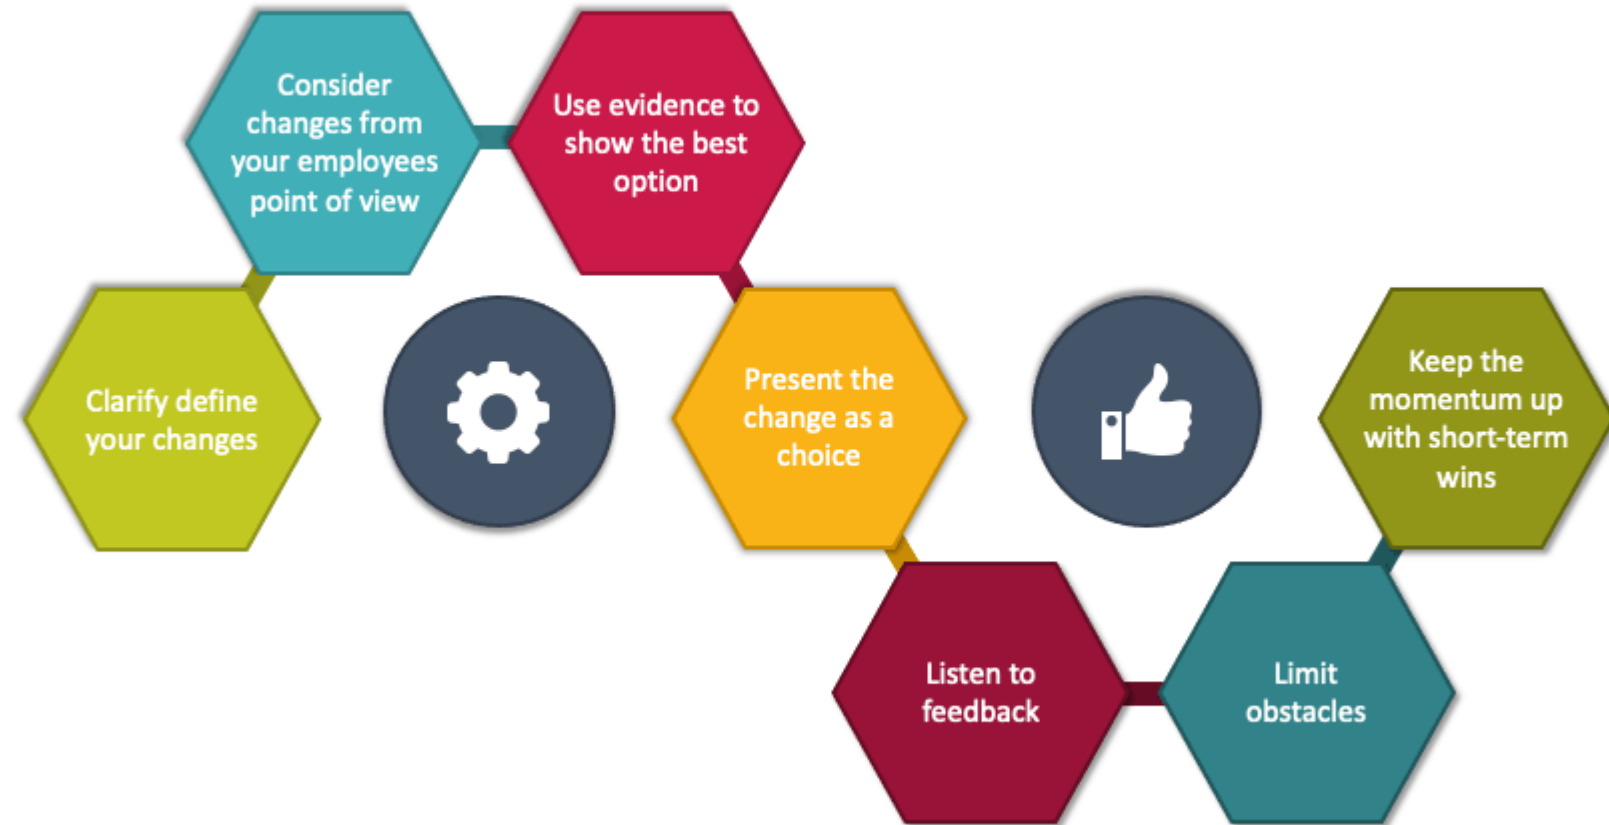 Clarify define
your changes
Consider
changes from
your employees
point of view
Use evidence to
show the best
option
Present the
change as a
choice
Listen to
feedback
Limit
obstacles
Keep the
momentum up
with short-term
wins